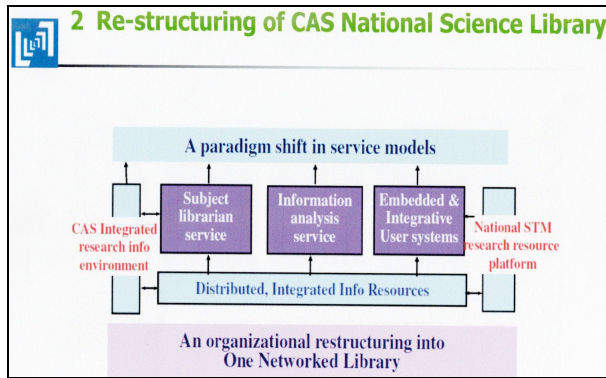 2 Re-structuring of CAS National Science Library
A paradigm shift in service models
Subject
librarian
service
Information
analysis
service
Embedded &
Integrative
User systems
CAS Integrated
research info
environment
National STM
research resource
platform
Distributed, Integrated Info Resources
An organizational restructuring into
One Networked Library